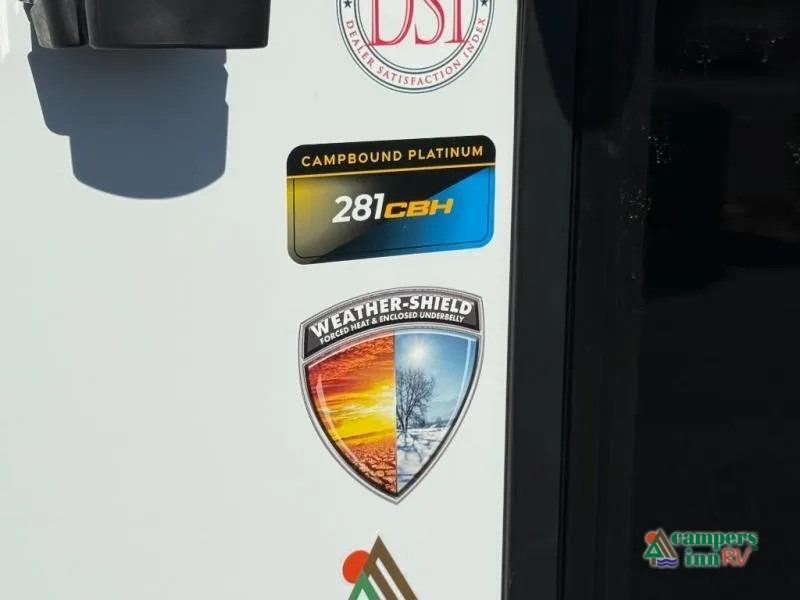 DSI
DEALER SATISFACTION INDEX
CAMPBOUND PLATINUM
281CBH
WEATHER-SHIELD
FORCED HEAT & ENCLOSED UNDERBELLY
campers
inn RV